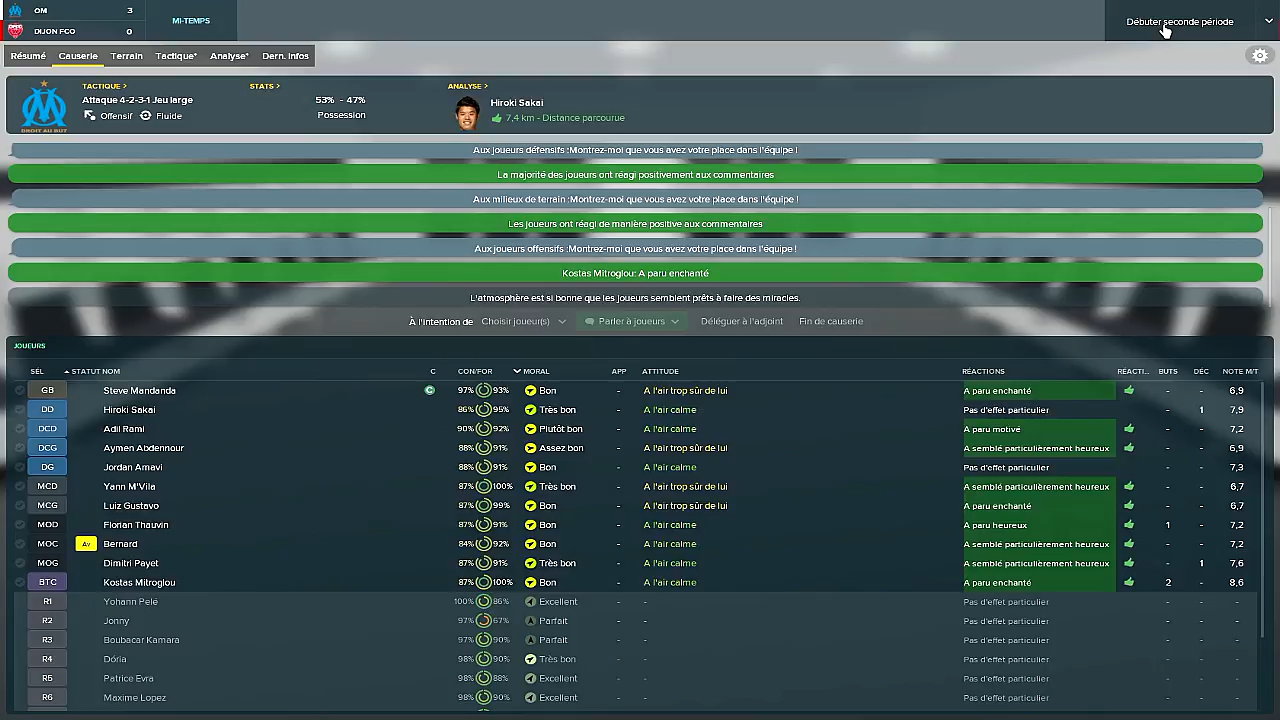 OM 3
DIJON FCO 0
MI-TEMPS
Débuter seconde période
Résumé Causerie Terrain Tactique* Analyse* Dern. Infos
TACTIQUE > STATS > ANALYSE >
Attaque 4-2-3-1 Jeu large
Offensif Fluide
53% - 47%
Possession
Hiroki Sakai
7,4 km - Distance parcourue
DROIT AU BUT
Aux joueurs défensifs :Montrez-moi que vous avez votre place dans l'équipe !
La majorité des joueurs ont réagi positivement aux commentaires
Aux milieux de terrain :Montrez-moi que vous avez votre place dans l'équipe !
Les joueurs ont réagi de manière positive aux commentaires
Aux joueurs offensifs :Montrez-moi que vous avez votre place dans l'équipe !
Kostas Mitroglou: A paru enchanté
L'atmosphère est si bonne que les joueurs semblent prêts à faire des miracles.
À l'intention de Choisir joueur(s) Parler à joueurs Déléguer à l'adjoint Fin de causerie
JOUEURS
SÉL STATUT NOM C CON/FOR MORAL APP ATTITUDE RÉACTIONS RÉACTI... BUTS DÉC NOTE M/T
GB Steve Mandanda C 97% 93% Bon - A l'air trop sûr de lui A paru enchanté - - 6,9
DD Hiroki Sakai 86% 95% Très bon - A l'air calme Pas d'effet particulier - 1 7,9
DCD Adil Rami 90% 92% Plutôt bon - A l'air calme A paru motivé - - 7,2
DCG Aymen Abdennour 88% 91% Assez bon - A l'air trop sûr de lui A semblé particulièrement heureux - - 6,9
DG Jordan Amavi 88% 91% Bon - A l'air calme Pas d'effet particulier - - 7,3
MCD Yann M'Vila 87% 100% Très bon - A l'air trop sûr de lui A semblé particulièrement heureux - - 6,7
MCG Luiz Gustavo 87% 99% Bon - A l'air trop sûr de lui A paru enchanté - - 6,7
MOD Florian Thauvin 87% 91% Bon - A l'air calme A paru heureux 1 - 7,2
MOC Av Bernard 84% 92% Bon - A l'air calme A semblé particulièrement heureux - - 7,2
MOG Dimitri Payet 87% 91% Très bon - A l'air calme A semblé particulièrement heureux - 1 7,6
BTC Kostas Mitroglou 87% 100% Bon - A l'air calme A paru enchanté 2 - 8,6
R1 Yohann Pelé 100% 86% Excellent - - Pas d'effet particulier - - -
R2 Jonny 97% 67% Parfait - - Pas d'effet particulier - - -
R3 Boubacar Kamara 97% 90% Parfait - - Pas d'effet particulier - - -
R4 Dória 98% 90% Très bon - - Pas d'effet particulier - - -
R5 Patrice Evra 98% 88% Excellent - - Pas d'effet particulier - - -
R6 Maxime Lopez 98% 90% Excellent - - Pas d'effet particulier - - -